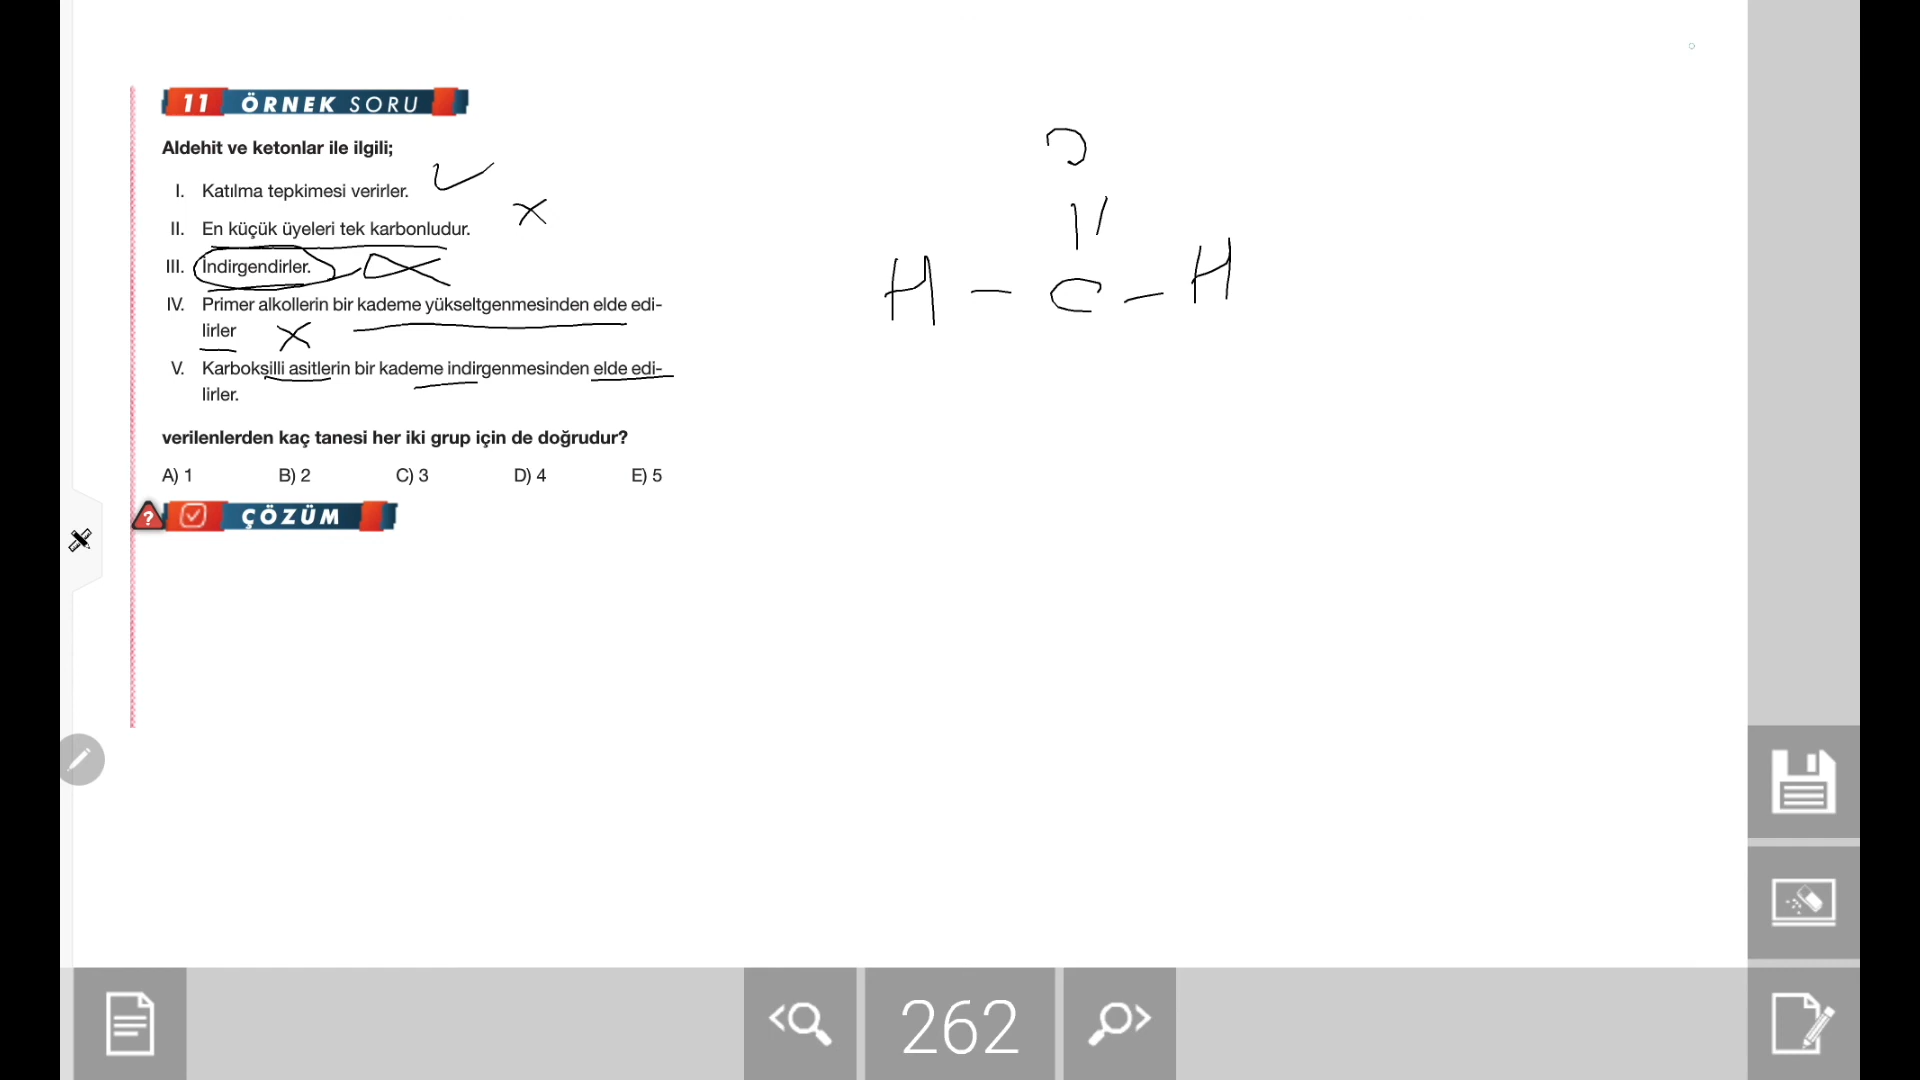 11 ÖRNEK SORU
Aldehit ve ketonlar ile ilgili;
I. Katılma tepkimesi verirler. ✓
II. En küçük üyeleri tek karbonludur. X
III. İndirgendirler. X
IV. Primer alkollerin bir kademe yükseltgenmesinden elde edi-
lirler X
V. Karboksilli asitlerin bir kademe indirgenmesinden elde edi-
lirler.
verilenlerden kaç tanesi her iki grup için de doğrudur?
A) 1 B) 2 C) 3 D) 4 E) 5
? ÇÖZÜM
O
||
H - C - H
262